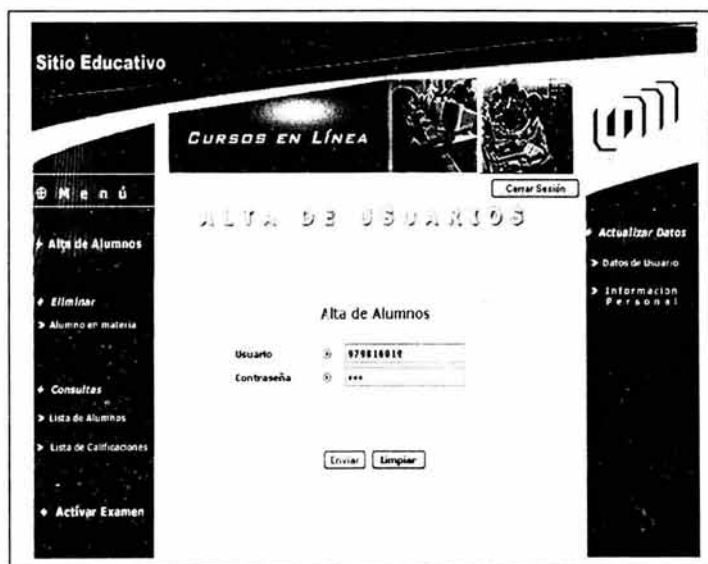 Sitio Educativo
CURSOS EN LÍNEA
Cerrar Sesión
Menú
ALTA DE USUARIOS
Alta de Alumnos
Eliminar
Alumno en materia
Consultas
Lista de Alumnos
Lista de Calificaciones
Activar Examen
Alta de Alumnos
Usuario
Contraseña ***
Enviar Limpiar
Actualizar Datos
Datos de Usuario
Información
Personal